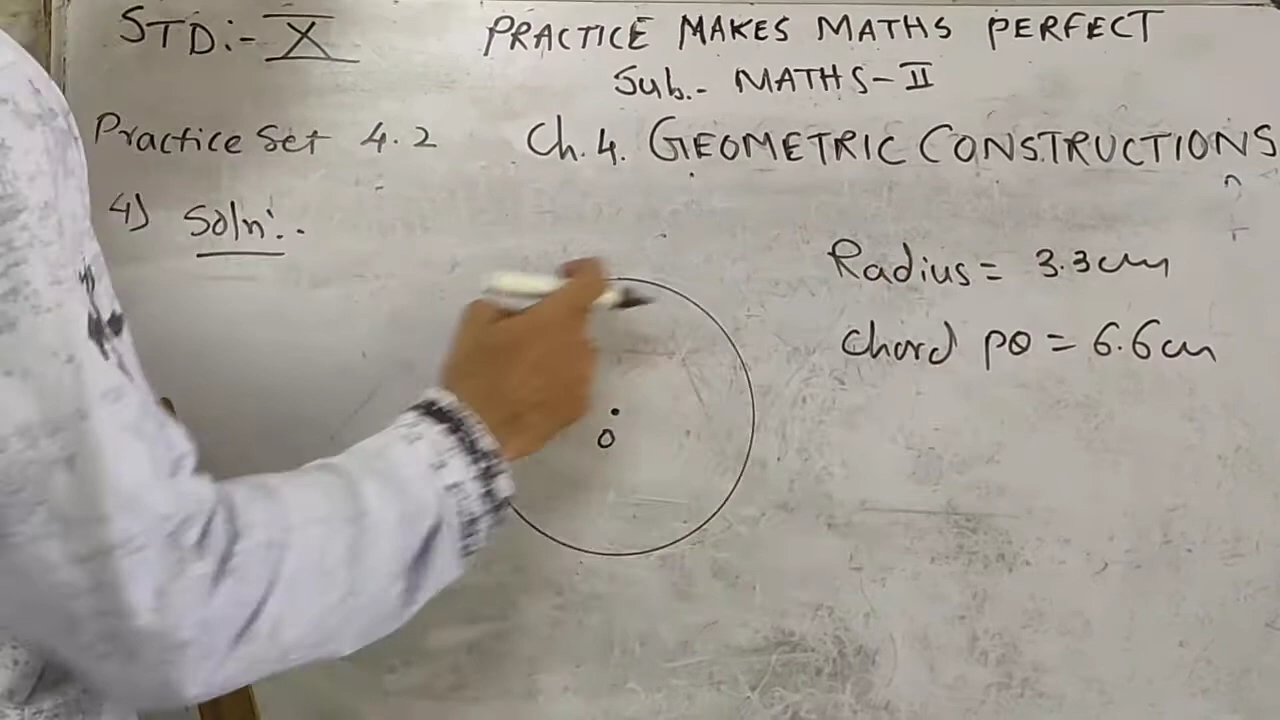 STD:- X
PRACTICE MAKES MATHS PERFECT
Sub.- MATHS-II
Practice Set 4.2
Ch.4. GEOMETRIC CONSTRUCTIONS
4) Soln:.
Radius = 3.3cm
Chord PQ = 6.6cm
O